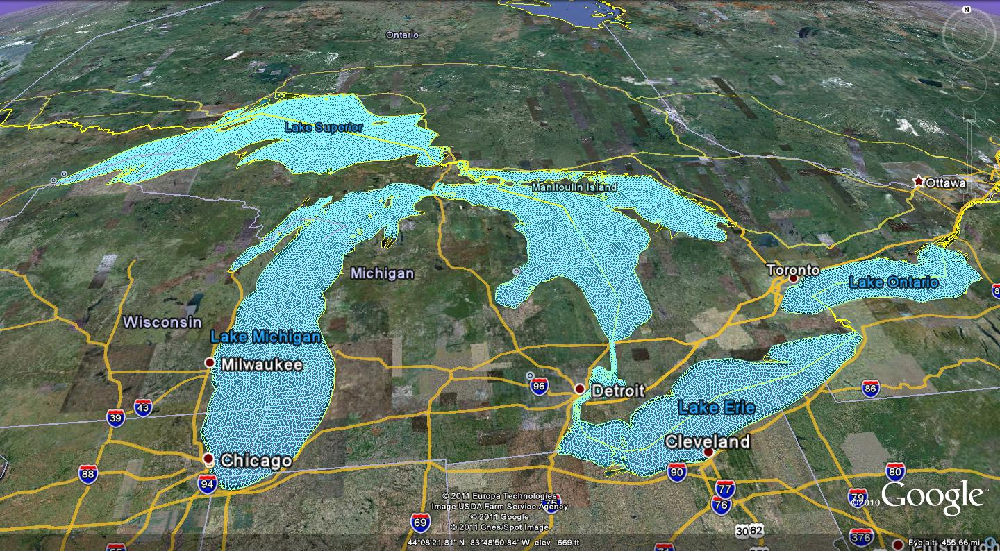 N
Ontario
Lake Superior
Manitoulin Island
Ottawa
Michigan
Toronto
Lake Ontario
Wisconsin
Lake Michigan
Milwaukee
96
Detroit
86
43
39
Lake Erie
Cleveland
Chicago
88
94
90
80
77
79
76
75
69
30 62
376
© 2011 Europa Technologies
Image USDA Farm Service Agency
© 2011 Google
© 2011 Cnes/Spot Image
©2010 Google™
44°08'21.81" N 83°48'50.84" W elev 669 ft
Eye alt 455.66 mi